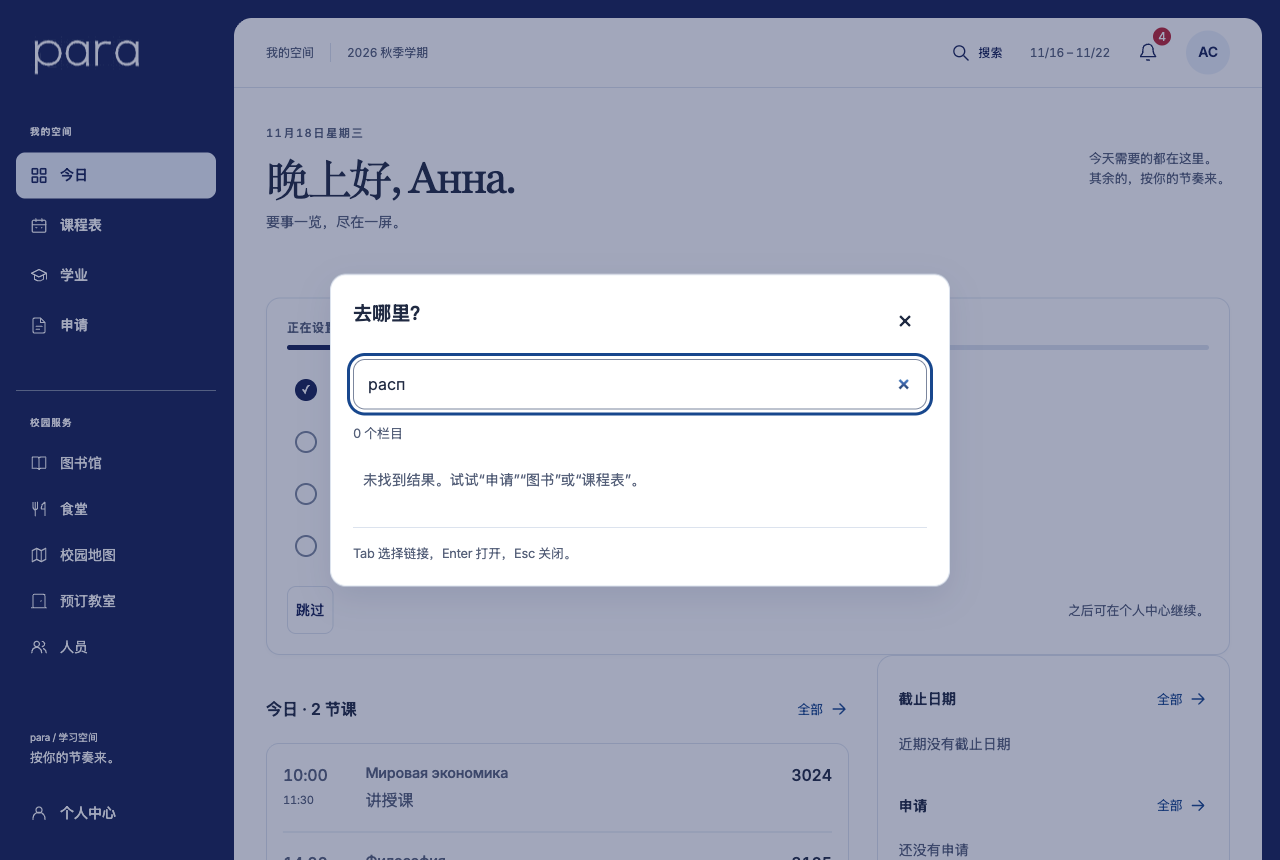 para
我的空间
今日
课程表
学业
申请
校园服务
图书馆
食堂
校园地图
预订教室
人员
para / 学习空间
按你的节奏来。
个人中心
我的空间
2026 秋季学期
搜索
11/16 – 11/22
4
AC
11月18日星期三
晚上好, Анна.
要事一览，尽在一屏。
今天需要的都在这里。
其余的，按你的节奏来。
正在设置
去哪里?
расп
0 个栏目
未找到结果。试试“申请”“图书”或“课程表”。
Tab 选择链接，Enter 打开，Esc 关闭。
跳过
之后可在个人中心继续。
今日 · 2 节课
全部
10:00
11:30
Мировая экономика
讲授课
3024
截止日期
全部
近期没有截止日期
申请
全部
还没有申请